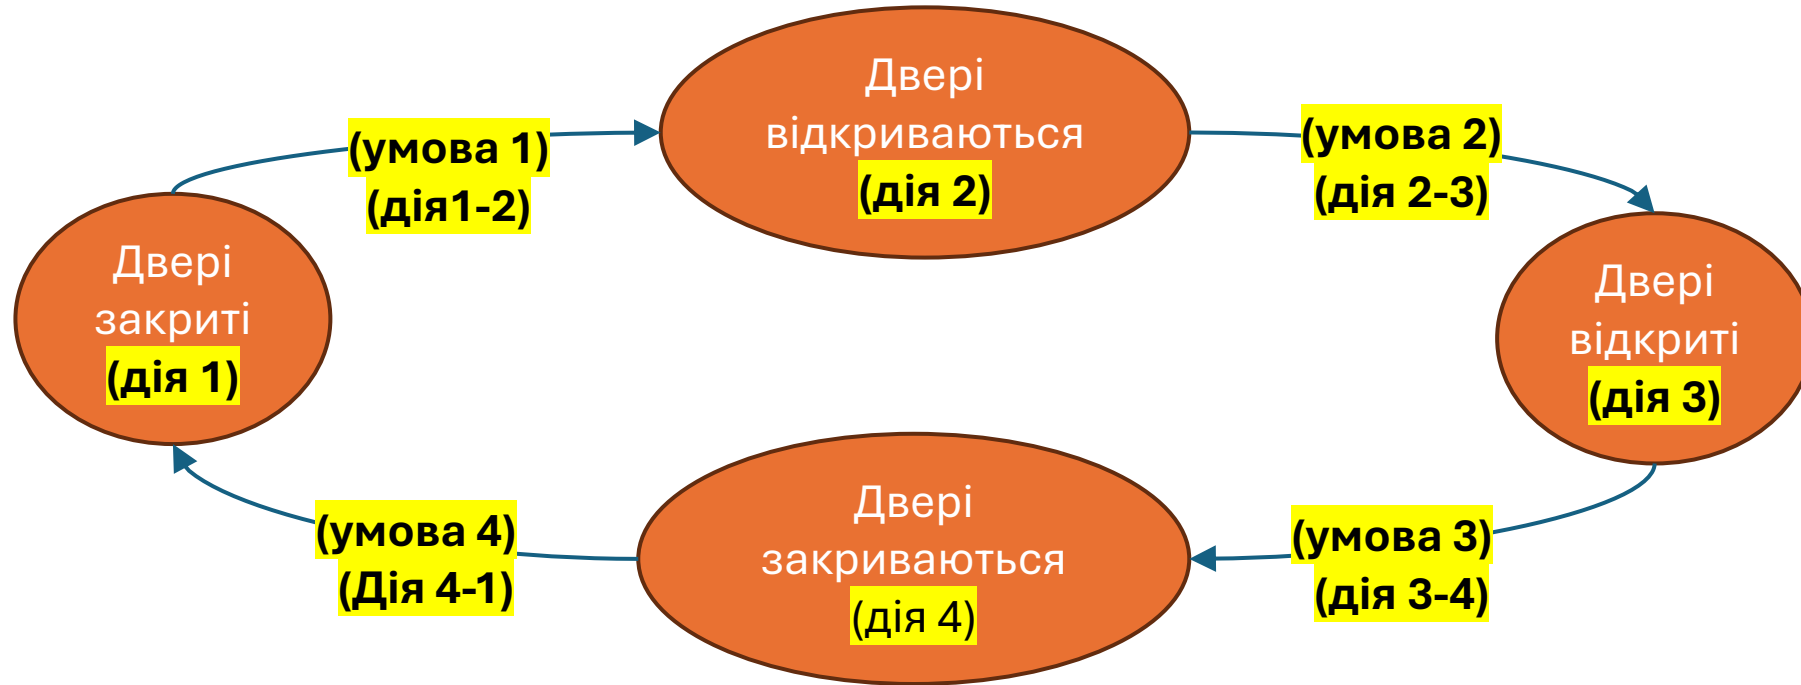 Двері
відкриваються
(дія 2)
(умова 1)
(дія1-2)
(умова 2)
(дія 2-3)
Двері
закриті
(дія 1)
Двері
відкриті
(дія 3)
Двері
закриваються
(дія 4)
(умова 4)
(Дія 4-1)
(умова 3)
(дія 3-4)